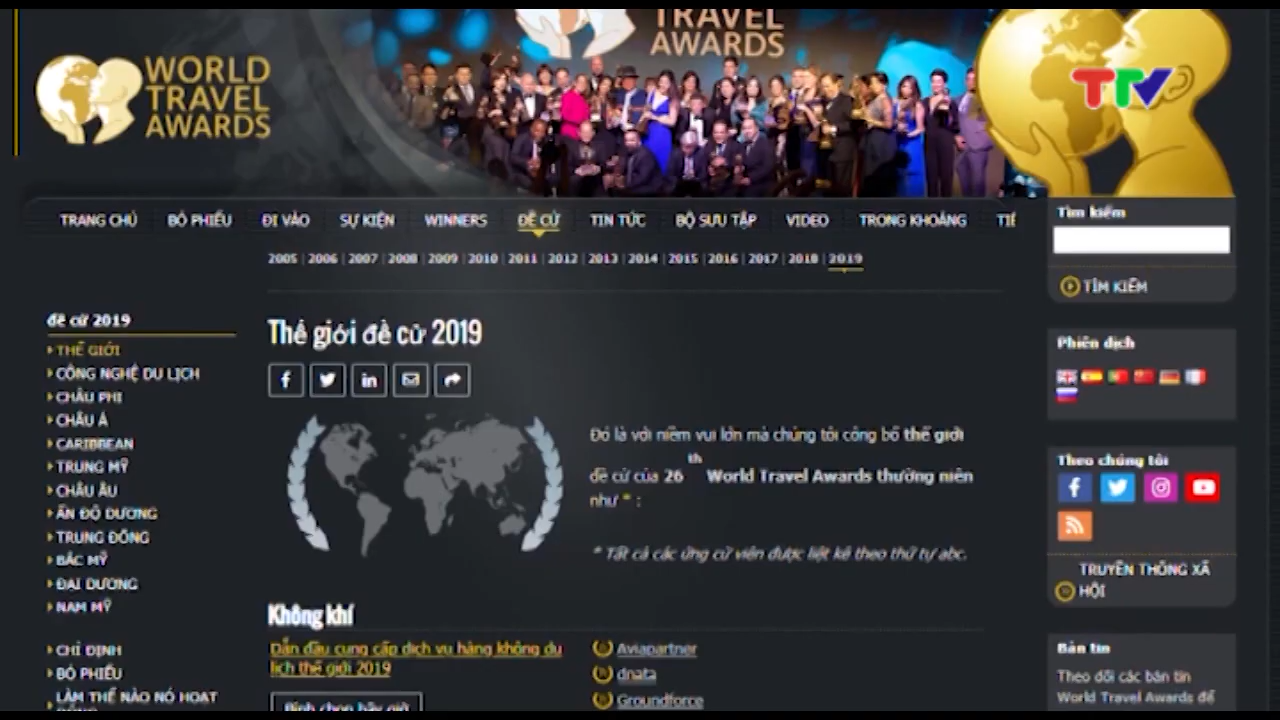 TRAVEL
AWARDS
WORLD
TRAVEL
AWARDS
TTV
TRANG CHỦ BỎ PHIẾU ĐI VÀO SỰ KIỆN WINNERS ĐỀ CỬ TIN TỨC BỘ SƯU TẬP VIDEO TRONG KHOẢNG
2005 | 2006 | 2007 | 2008 | 2009 | 2010 | 2011 | 2012 | 2013 | 2014 | 2015 | 2016 | 2017 | 2018 | 2019
đề cử 2019
THẾ GIỚI
CÔNG NGHỆ DU LỊCH
CHÂU PHI
CHÂU Á
CARIBBEAN
TRUNG MỸ
CHÂU ÂU
ẤN ĐỘ DƯƠNG
TRUNG ĐÔNG
BẮC MỸ
ĐẠI DƯƠNG
NAM MỸ
CHỈ ĐỊNH
BỎ PHIẾU
LÀM THẾ NÀO NÓ HOẠT
ĐỘNG
Thế giới đề cử 2019
Đó là với niềm vui lớn mà chúng tôi công bố thế giới
đề cử của 26th World Travel Awards thường niên
như * :
* Tất cả các ứng cử viên được liệt kê theo thứ tự abc.
Không khí
Dẫn đầu cung cấp dịch vụ hàng không du
lịch thế giới 2019
Bình chọn bây giờ
Aviapartner
dnata
Groundforce
Tìm kiếm
TÌM KIẾM
Phiên dịch
Theo chúng tôi
TRUYỀN THÔNG XÃ
HỘI
Bản tin
Theo dõi các bản tin
World Travel Awards để